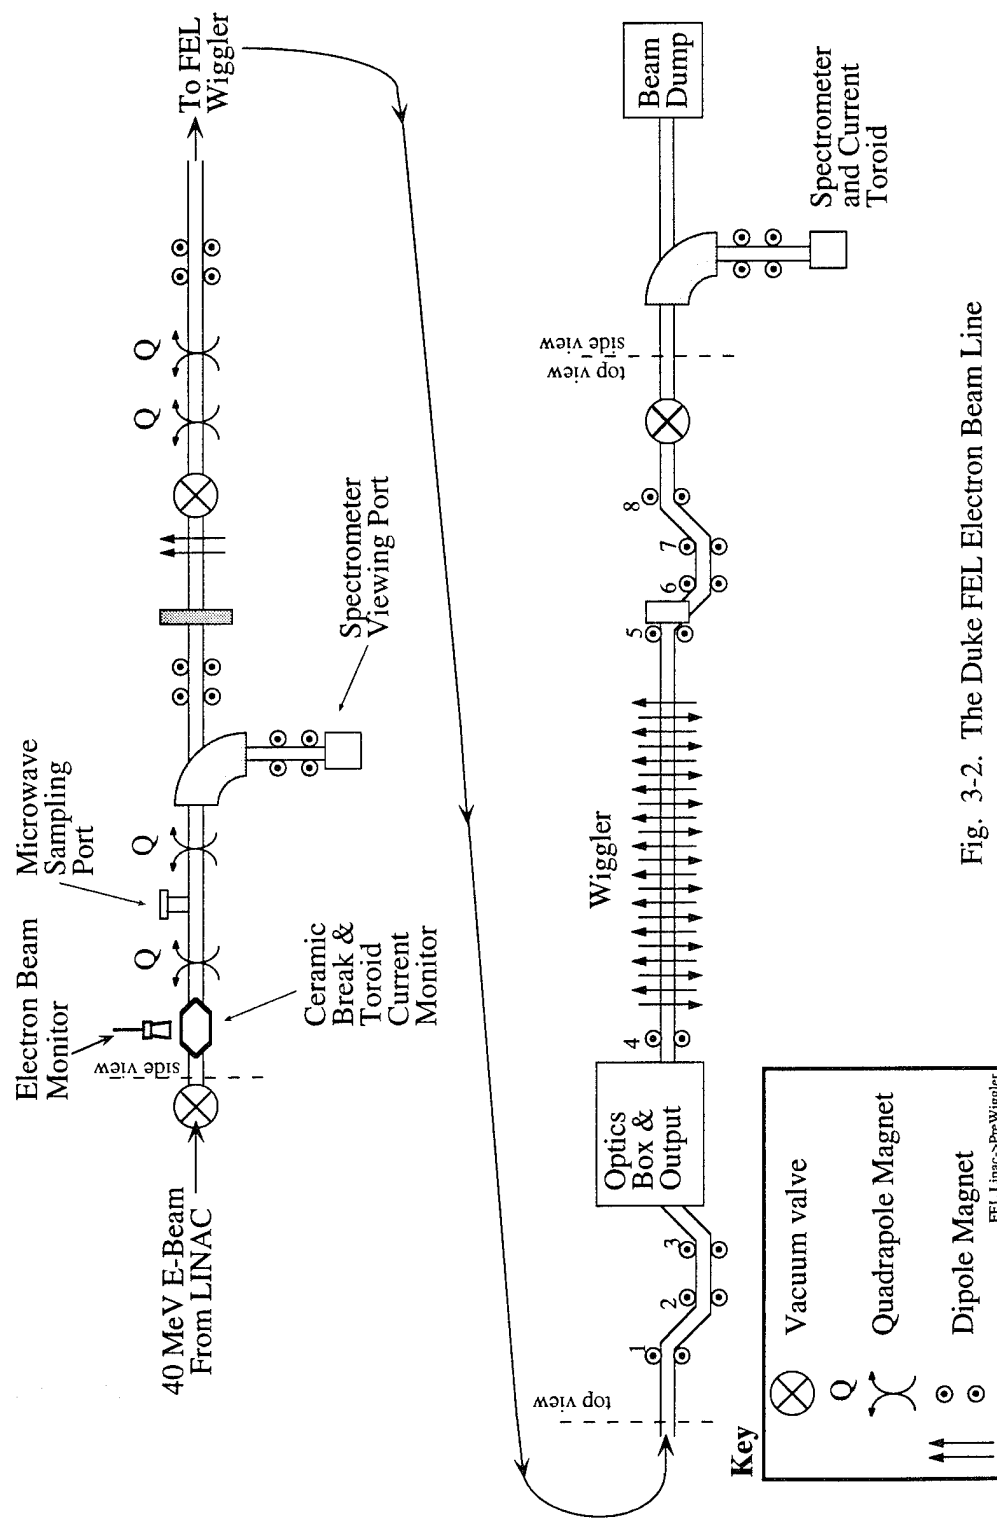 40 MeV E-Beam
From LINAC
side view
Electron Beam
Monitor
Ceramic
Break &
Toroid
Current
Monitor
Q
Microwave
Sampling
Port
Q
Spectrometer
Viewing Port
Q
Q
To FEL
Wiggler
top view
1
2
3
Optics
Box &
Output
4
Wiggler
5
6
7
8
top view
side view
Spectrometer
and Current
Toroid
Beam
Dump
Key
Vacuum valve
Q
Quadrapole Magnet
Dipole Magnet
FEL Linac->PreWiggler
Fig. 3-2. The Duke FEL Electron Beam Line